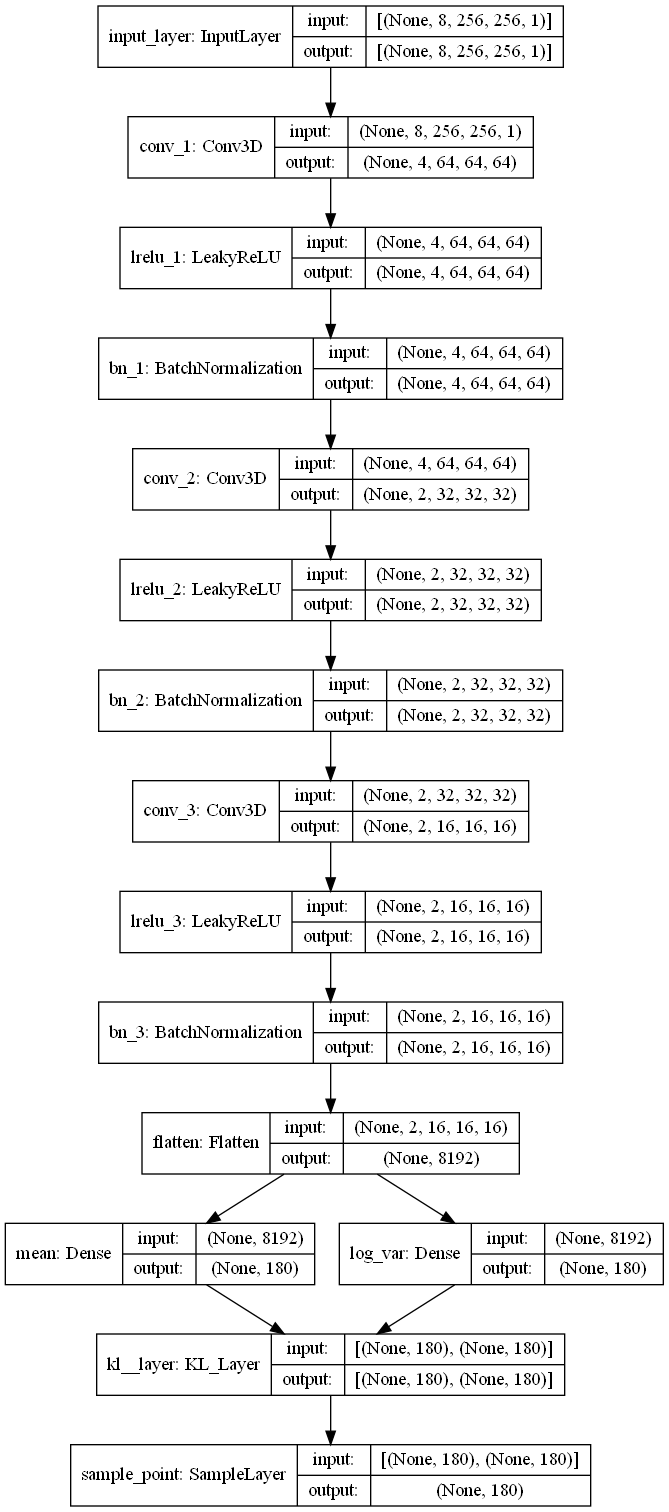 input_layer: InputLayer
input: [(None, 8, 256, 256, 1)]
output: [(None, 8, 256, 256, 1)]
conv_1: Conv3D
input: (None, 8, 256, 256, 1)
output: (None, 4, 64, 64, 64)
lrelu_1: LeakyReLU
input: (None, 4, 64, 64, 64)
output: (None, 4, 64, 64, 64)
bn_1: BatchNormalization
input: (None, 4, 64, 64, 64)
output: (None, 4, 64, 64, 64)
conv_2: Conv3D
input: (None, 4, 64, 64, 64)
output: (None, 2, 32, 32, 32)
lrelu_2: LeakyReLU
input: (None, 2, 32, 32, 32)
output: (None, 2, 32, 32, 32)
bn_2: BatchNormalization
input: (None, 2, 32, 32, 32)
output: (None, 2, 32, 32, 32)
conv_3: Conv3D
input: (None, 2, 32, 32, 32)
output: (None, 2, 16, 16, 16)
lrelu_3: LeakyReLU
input: (None, 2, 16, 16, 16)
output: (None, 2, 16, 16, 16)
bn_3: BatchNormalization
input: (None, 2, 16, 16, 16)
output: (None, 2, 16, 16, 16)
flatten: Flatten
input: (None, 2, 16, 16, 16)
output: (None, 8192)
mean: Dense
input: (None, 8192)
output: (None, 180)
log_var: Dense
input: (None, 8192)
output: (None, 180)
kl__layer: KL_Layer
input: [(None, 180), (None, 180)]
output: [(None, 180), (None, 180)]
sample_point: SampleLayer
input: [(None, 180), (None, 180)]
output: (None, 180)